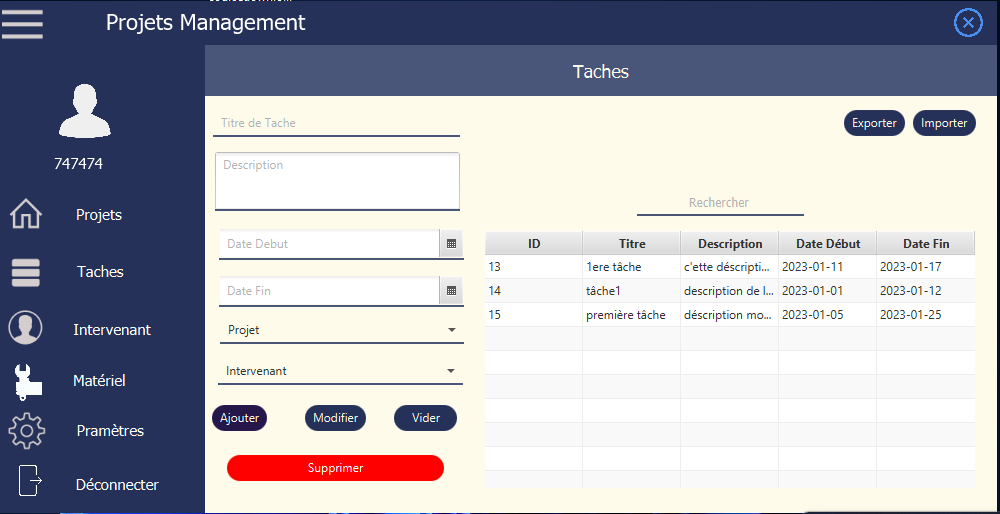 Projets Management
Taches
747474
Projets
Taches
Intervenant
Matériel
Pramètres
Déconnecter
Titre de Tache
Description
Date Debut
Date Fin
Projet
Intervenant
Ajouter Modifier Vider
Supprimer
Exporter Importer
Rechercher
ID Titre Description Date Début Date Fin
13 1ere tâche c'ette déscripti... 2023-01-11 2023-01-17
14 tâche1 description de l... 2023-01-01 2023-01-12
15 première tâche déscription mo... 2023-01-05 2023-01-25